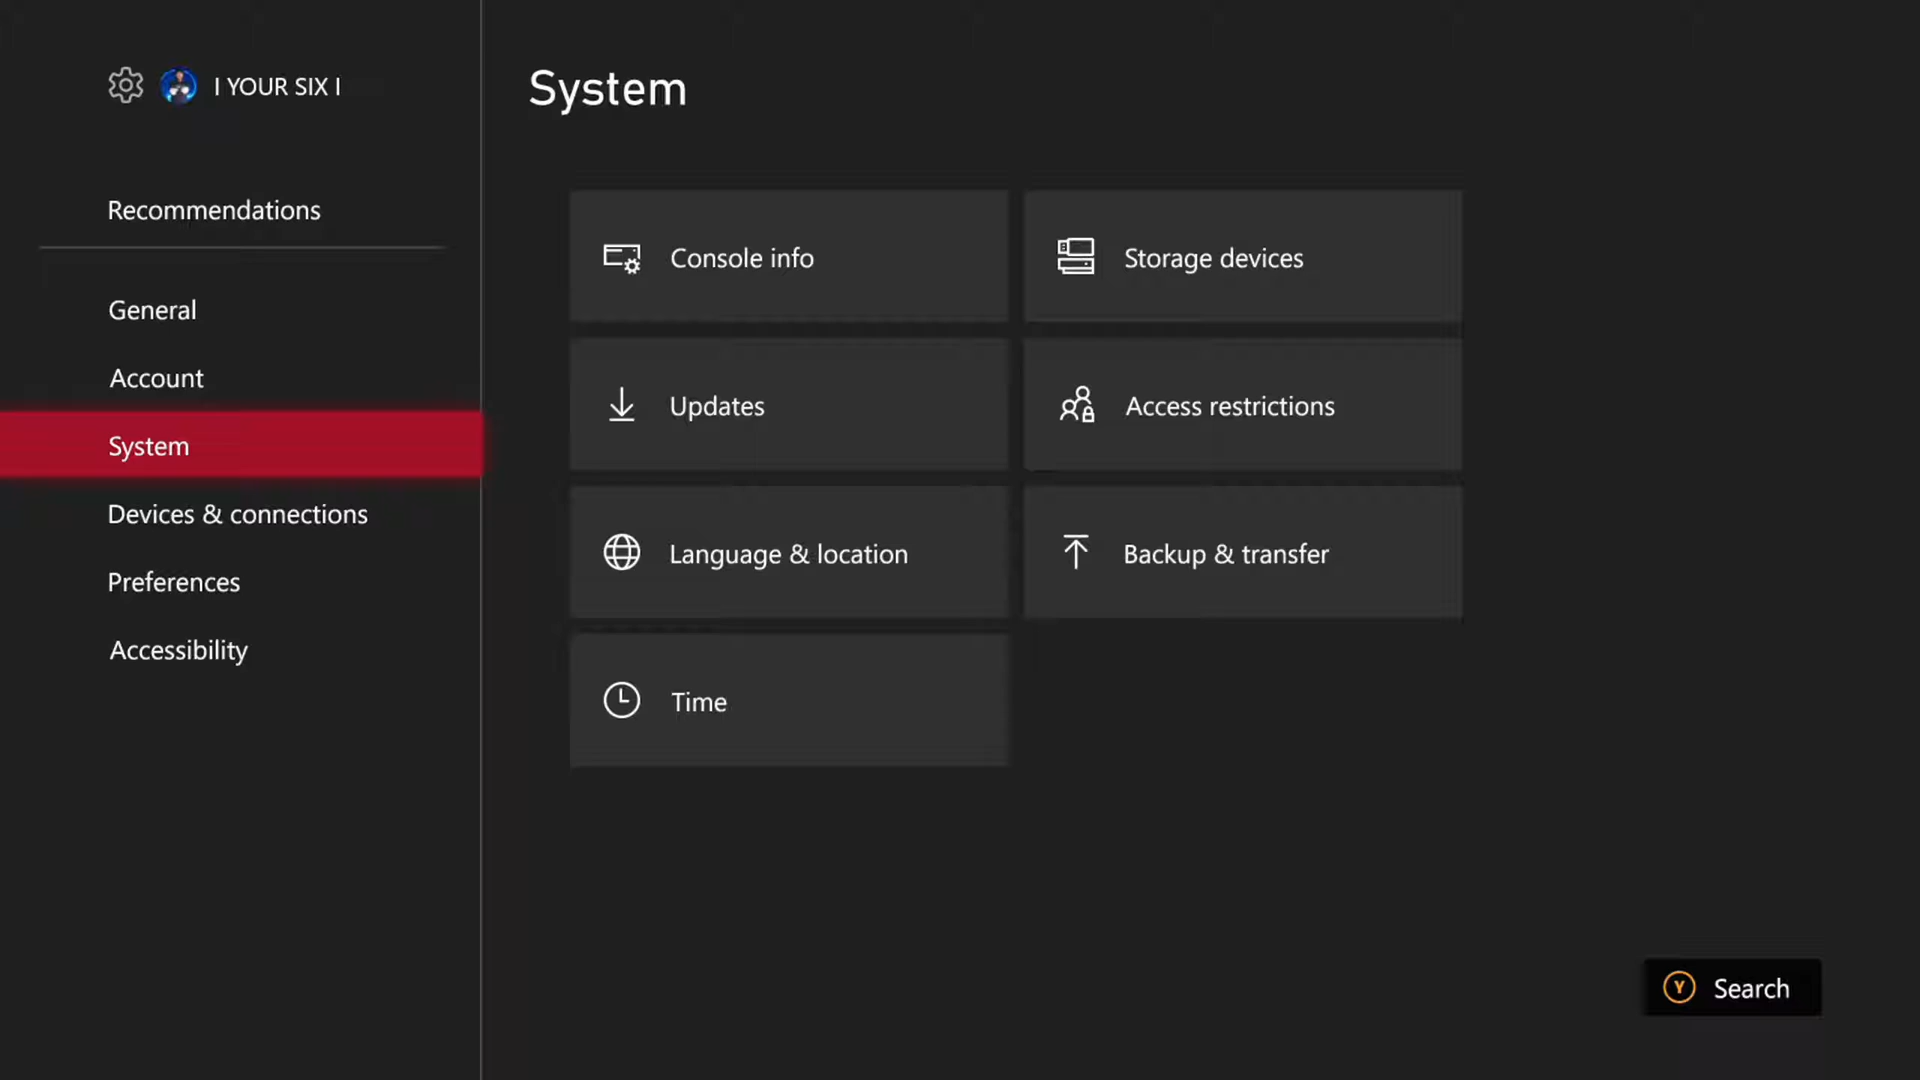 I YOUR SIX I
Recommendations
General
Account
System
Devices & connections
Preferences
Accessibility
System
Console info
Storage devices
Updates
Access restrictions
Language & location
Backup & transfer
Time
Y Search